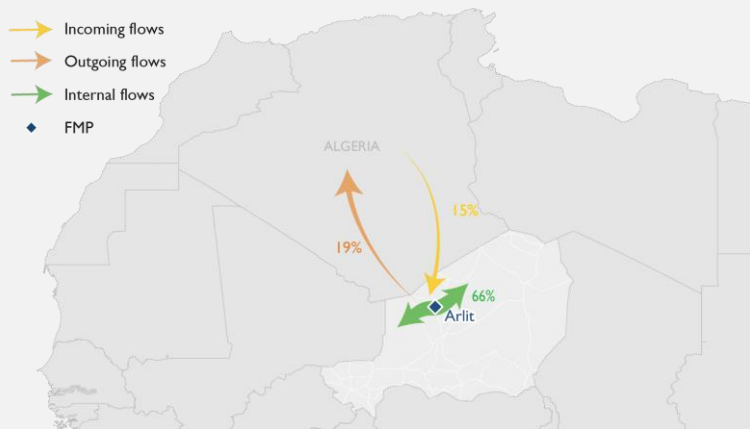 Incoming flows
Outgoing flows
Internal flows
FMP
ALGERIA
15%
19%
66%
Arlit